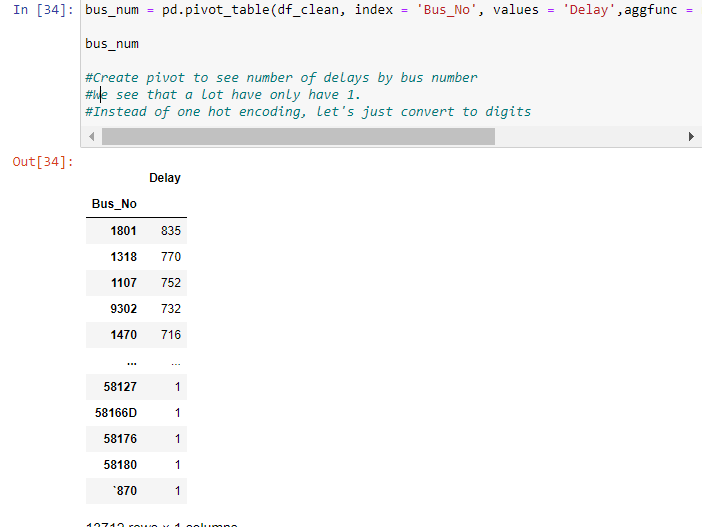 In [34]: bus_num = pd.pivot_table(df_clean, index = 'Bus_No', values = 'Delay',aggfunc =
bus_num
#Create pivot to see number of delays by bus number
#We see that a lot have only have 1.
#Instead of one hot encoding, let's just convert to digits
Out[34]:
Delay
Bus_No
1801 835
1318 770
1107 752
9302 732
1470 716
... ...
58127 1
58166D 1
58176 1
58180 1
`870 1
rows x 1 columns